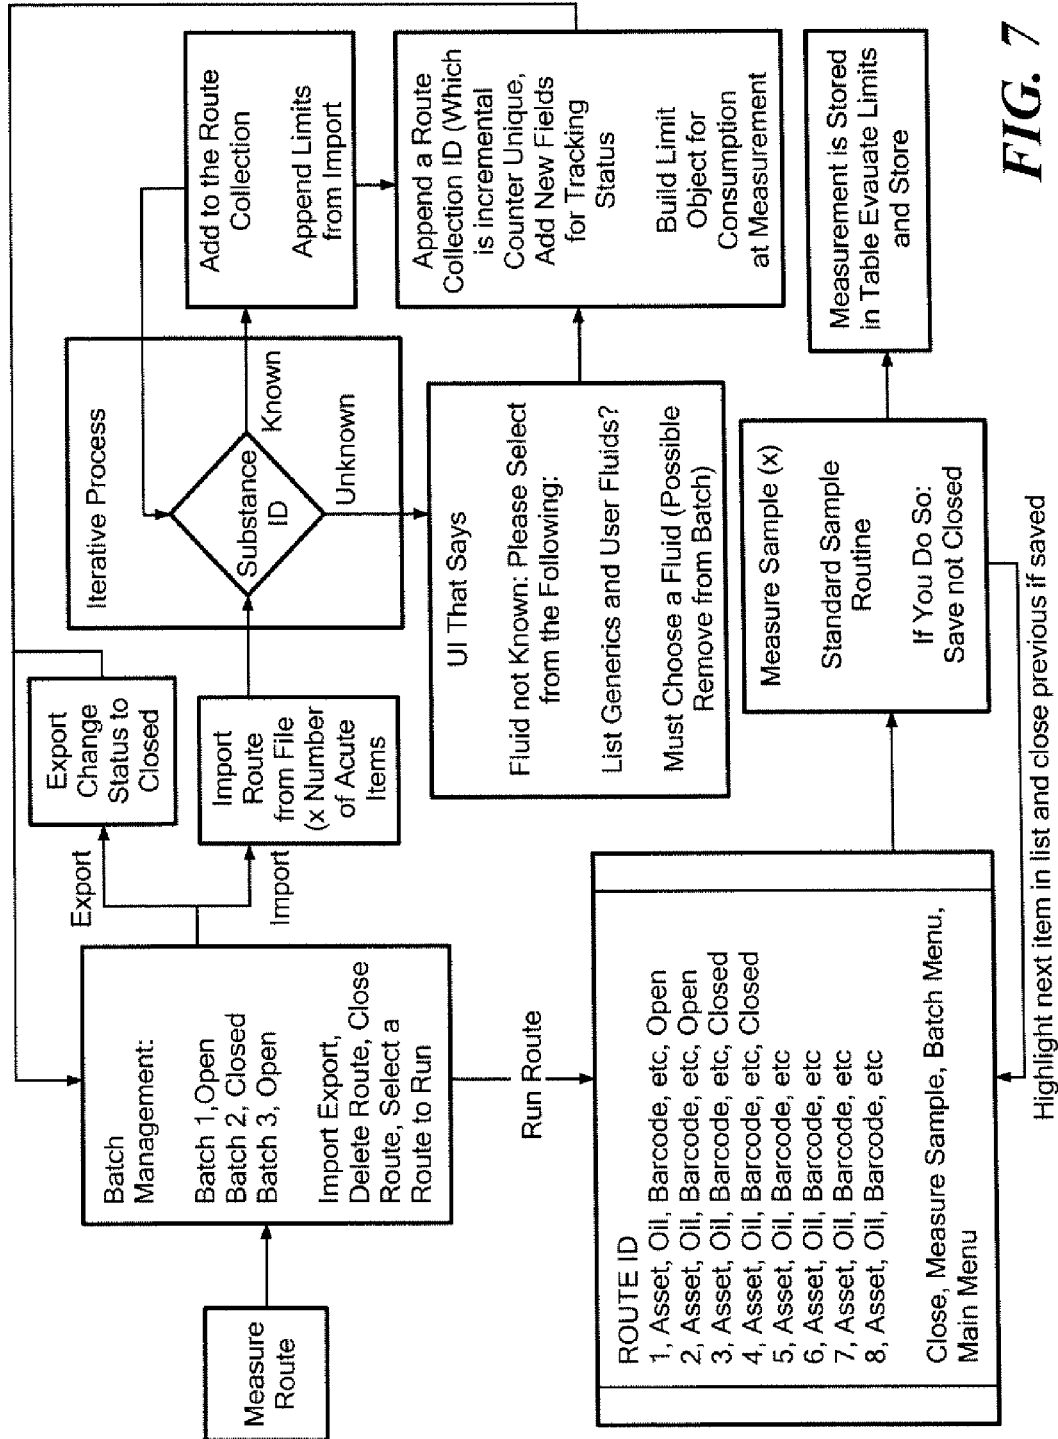 Measure
Route
Batch
Management:
Batch 1,Open
Batch 2, Closed
Batch 3, Open
Import Export,
Delete Route, Close
Route, Select a
Route to Run
Export
Import
Export
Change
Status to
Closed
Import
Route
from File
(x Number
of Acute
Items
Iterative Process
Substance
ID
Known
Unknown
Add to the Route
Collection
Append Limits
from Import
UI That Says
Fluid not Known: Please Select
from the Following:
List Generics and User Fluids?
Must Choose a Fluid (Possible
Remove from Batch)
Append a Route
Collection ID (Which
is incremental
Counter Unique,
Add New Fields
for Tracking
Status
Build Limit
Object for
Consumption
at Measurement
Run Route
ROUTE ID
1, Asset, Oil, Barcode, etc, Open
2, Asset, Oil, Barcode, etc, Open
3, Asset, Oil, Barcode, etc, Closed
4, Asset, Oil, Barcode, etc, Closed
5, Asset, Oil, Barcode, etc
6, Asset, Oil, Barcode, etc
7, Asset, Oil, Barcode, etc
8, Asset, Oil, Barcode, etc
Close, Measure Sample, Batch Menu,
Main Menu
Measure Sample (x)
Standard Sample
Routine
If You Do So:
Save not Closed
Measurement is Stored
in Table Evauate Limits
and Store
Highlight next item in list and close previous if saved
FIG. 7